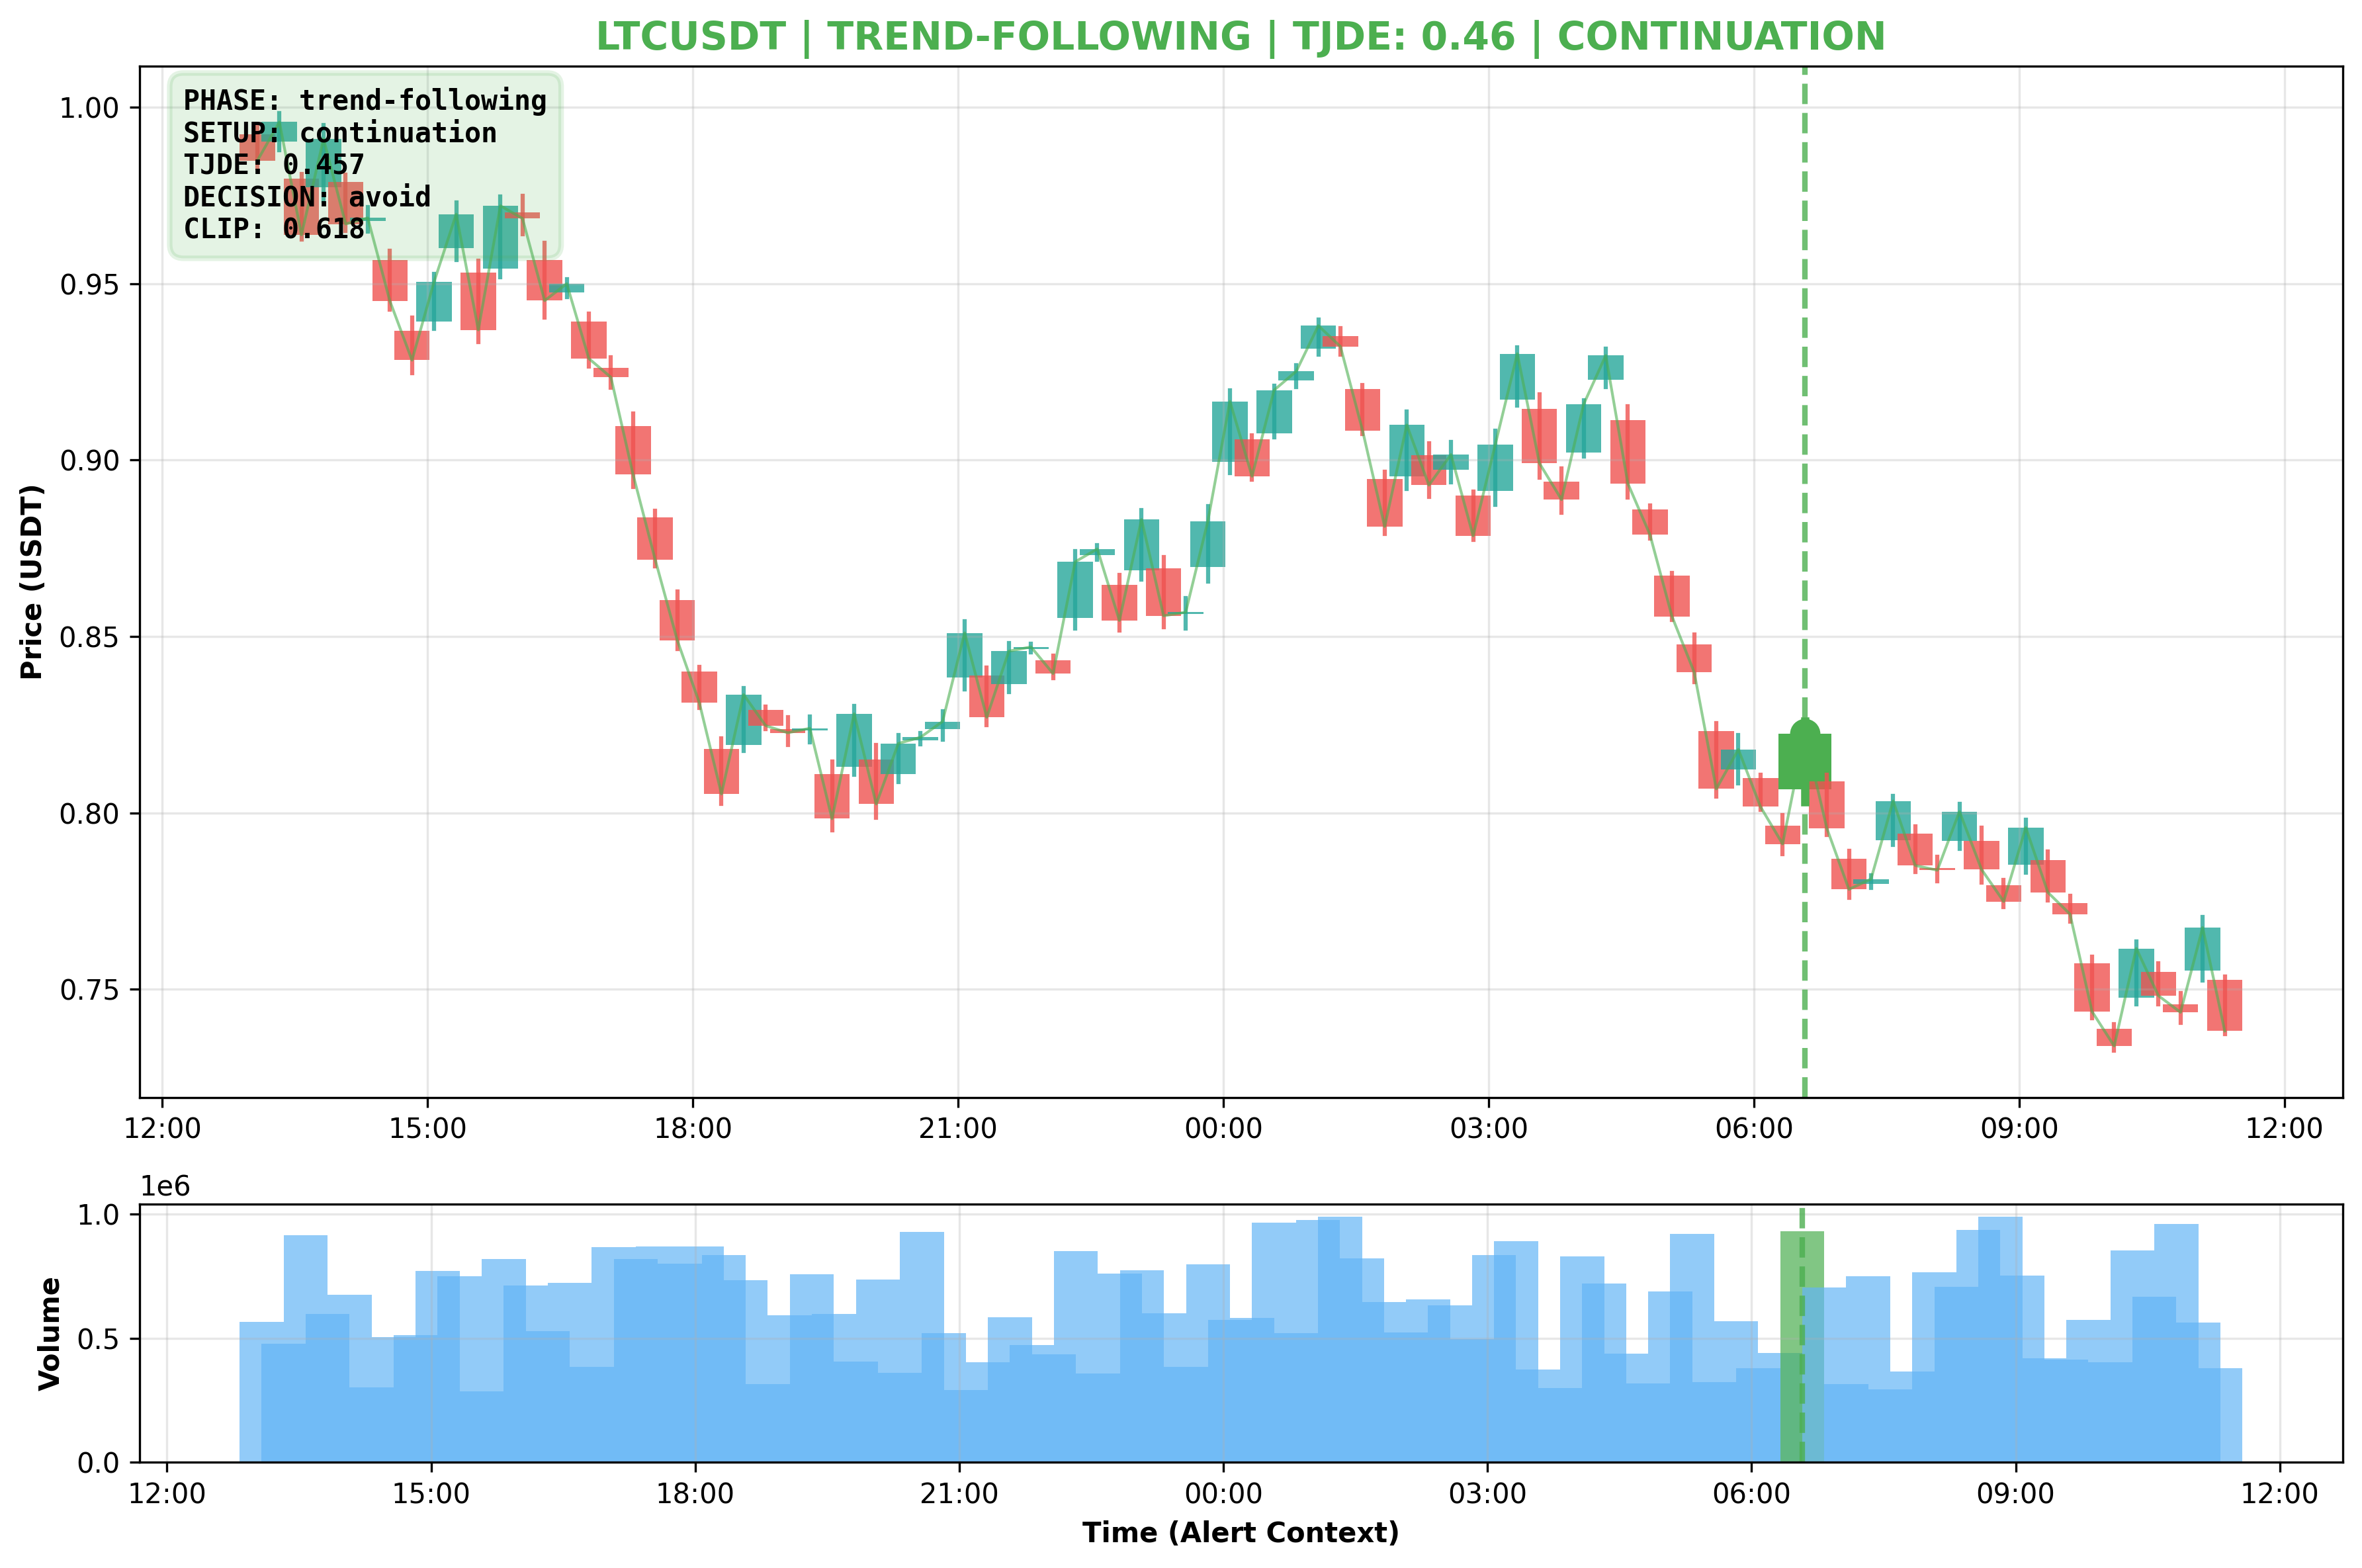 LTCUSDT | TREND-FOLLOWING | TJDE: 0.46 | CONTINUATION
PHASE: trend-following
SETUP: continuation
TJDE: 0.457
DECISION: avoid
CLIP: 0.618
Price (USDT)
1.00
0.95
0.90
0.85
0.80
0.75
12:00 15:00 18:00 21:00 00:00 03:00 06:00 09:00 12:00
1e6
Volume
1.0
0.5
0.0
12:00 15:00 18:00 21:00 00:00 03:00 06:00 09:00 12:00
Time (Alert Context)